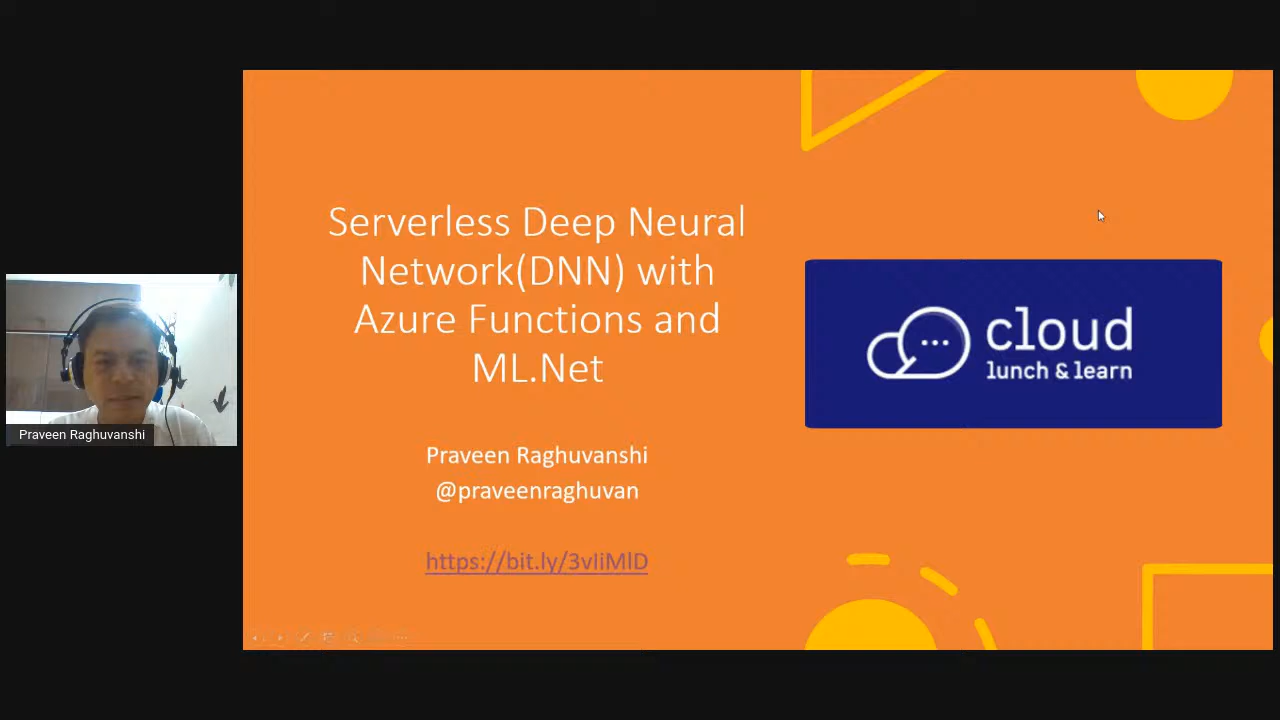 Serverless Deep Neural
Network(DNN) with
Azure Functions and
ML.Net
cloud
lunch & learn
Praveen Raghuvanshi
Praveen Raghuvanshi
@praveenraghuvan
https://bit.ly/3vIiMlD